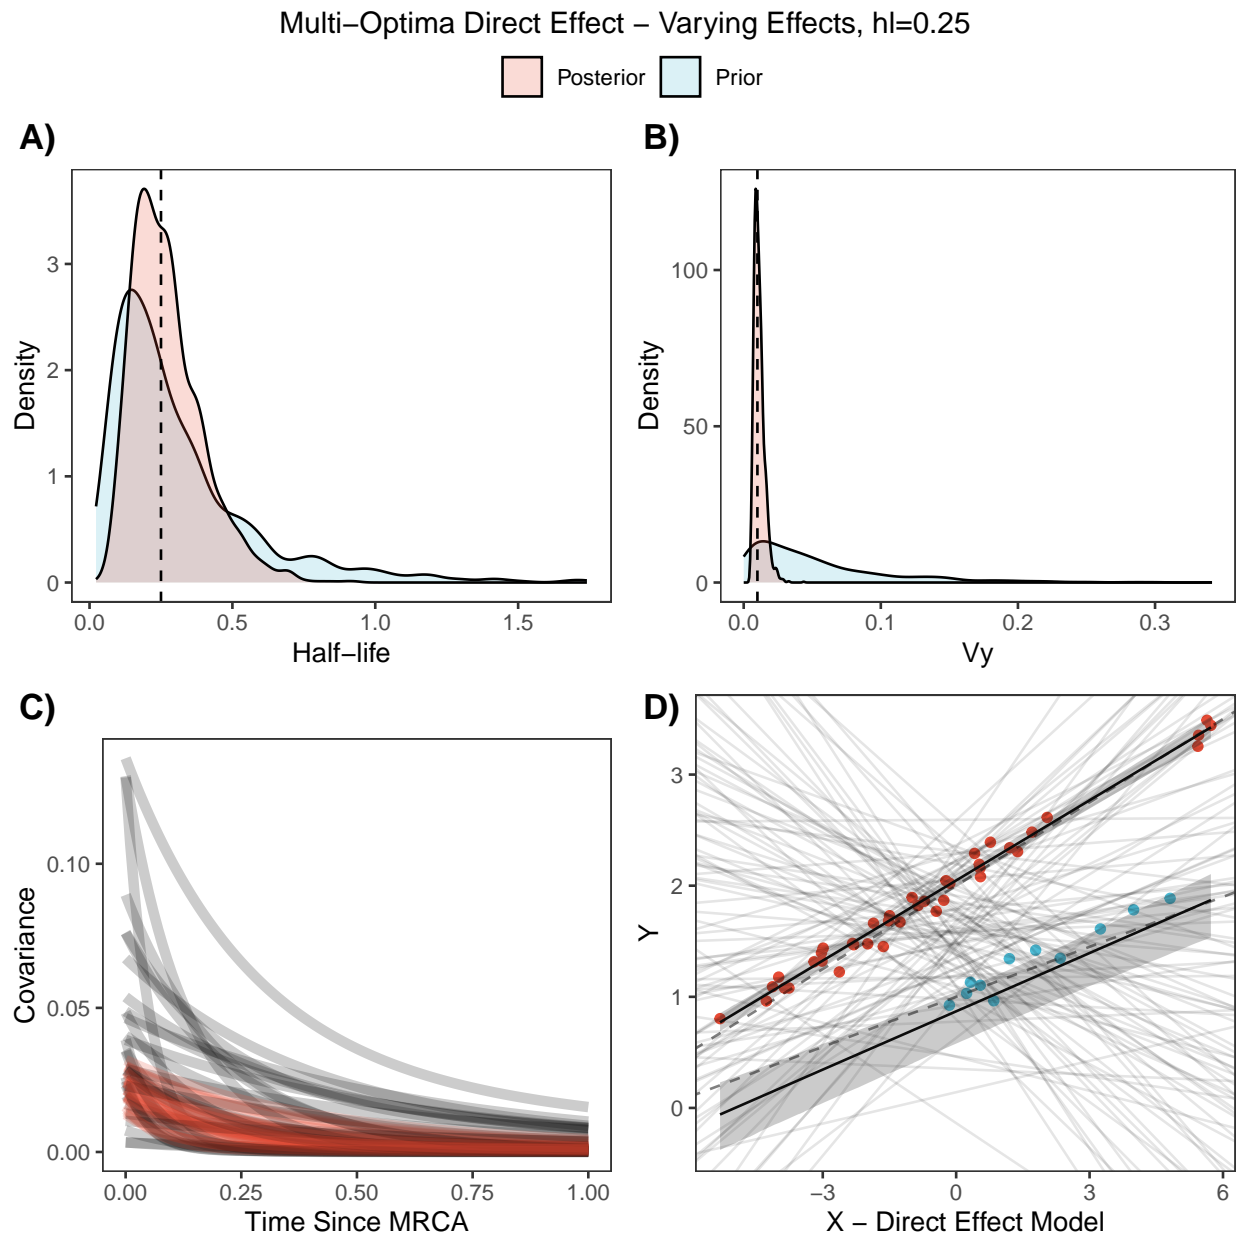 Multi−Optima Direct Effect − Varying Effects, hl=0.25
Posterior Prior
A)
3
2
1
0
Density
0.0 0.5 1.0 1.5
Half−life
B)
100
50
0
Density
0.0 0.1 0.2 0.3
Vy
C)
0.10
0.05
0.00
Covariance
0.00 0.25 0.50 0.75 1.00
Time Since MRCA
D)
3
2
1
0
Y
−3 0 3 6
X − Direct Effect Model